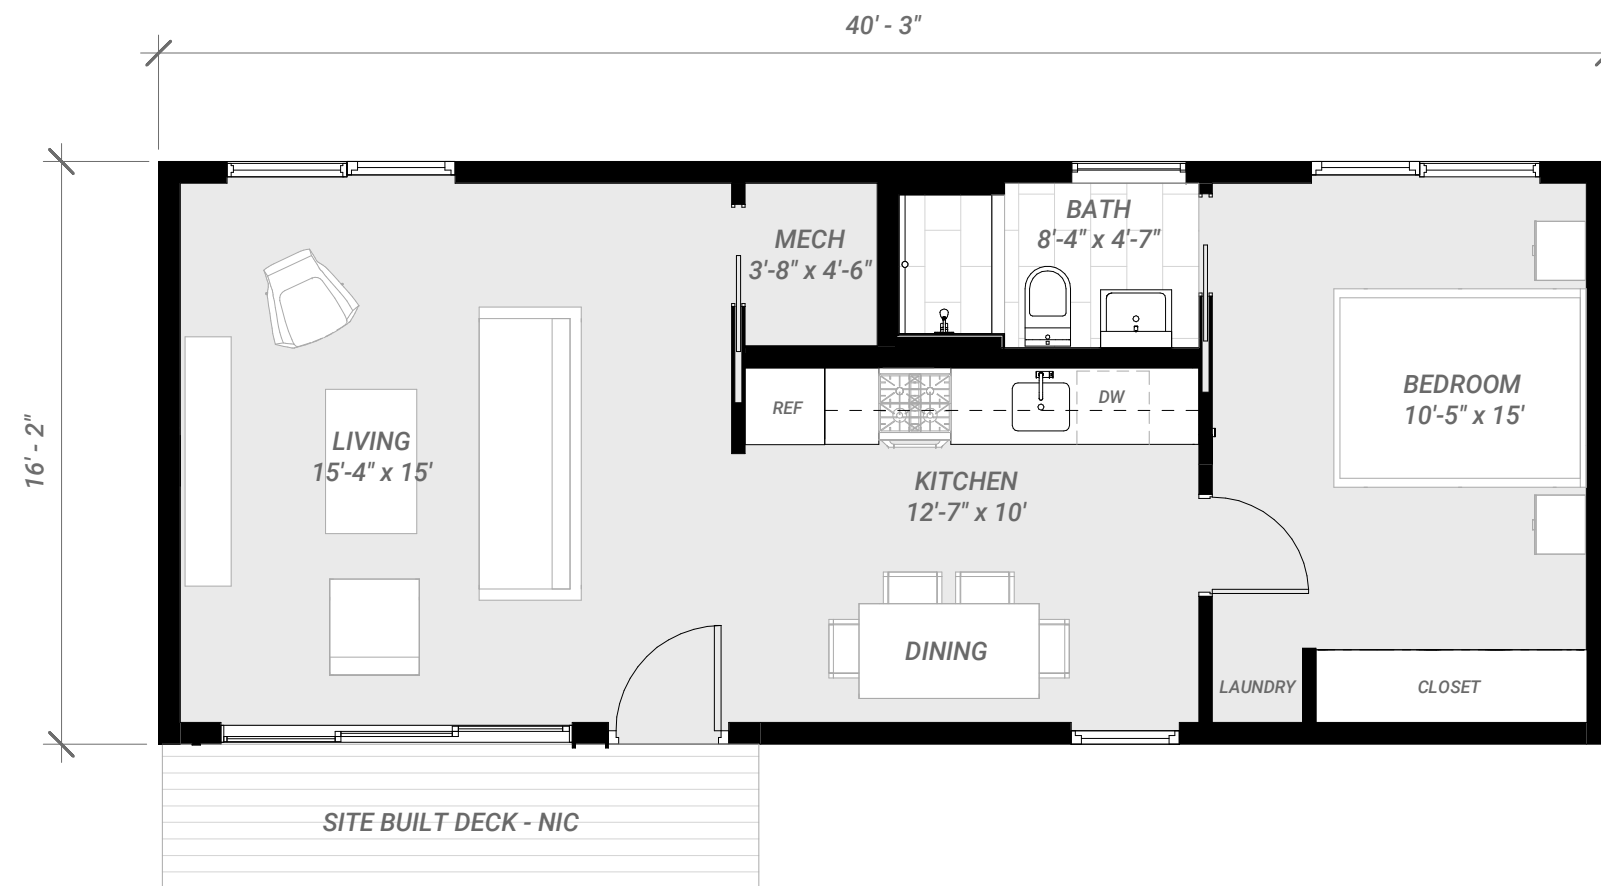 40' - 3"
BATH
8'-4" x 4'-7"
MECH
3'-8" x 4'-6"
16' - 2"
REF
DW
BEDROOM
10'-5" x 15'
LIVING
15'-4" x 15'
KITCHEN
12'-7" x 10'
DINING
LAUNDRY
CLOSET
SITE BUILT DECK - NIC